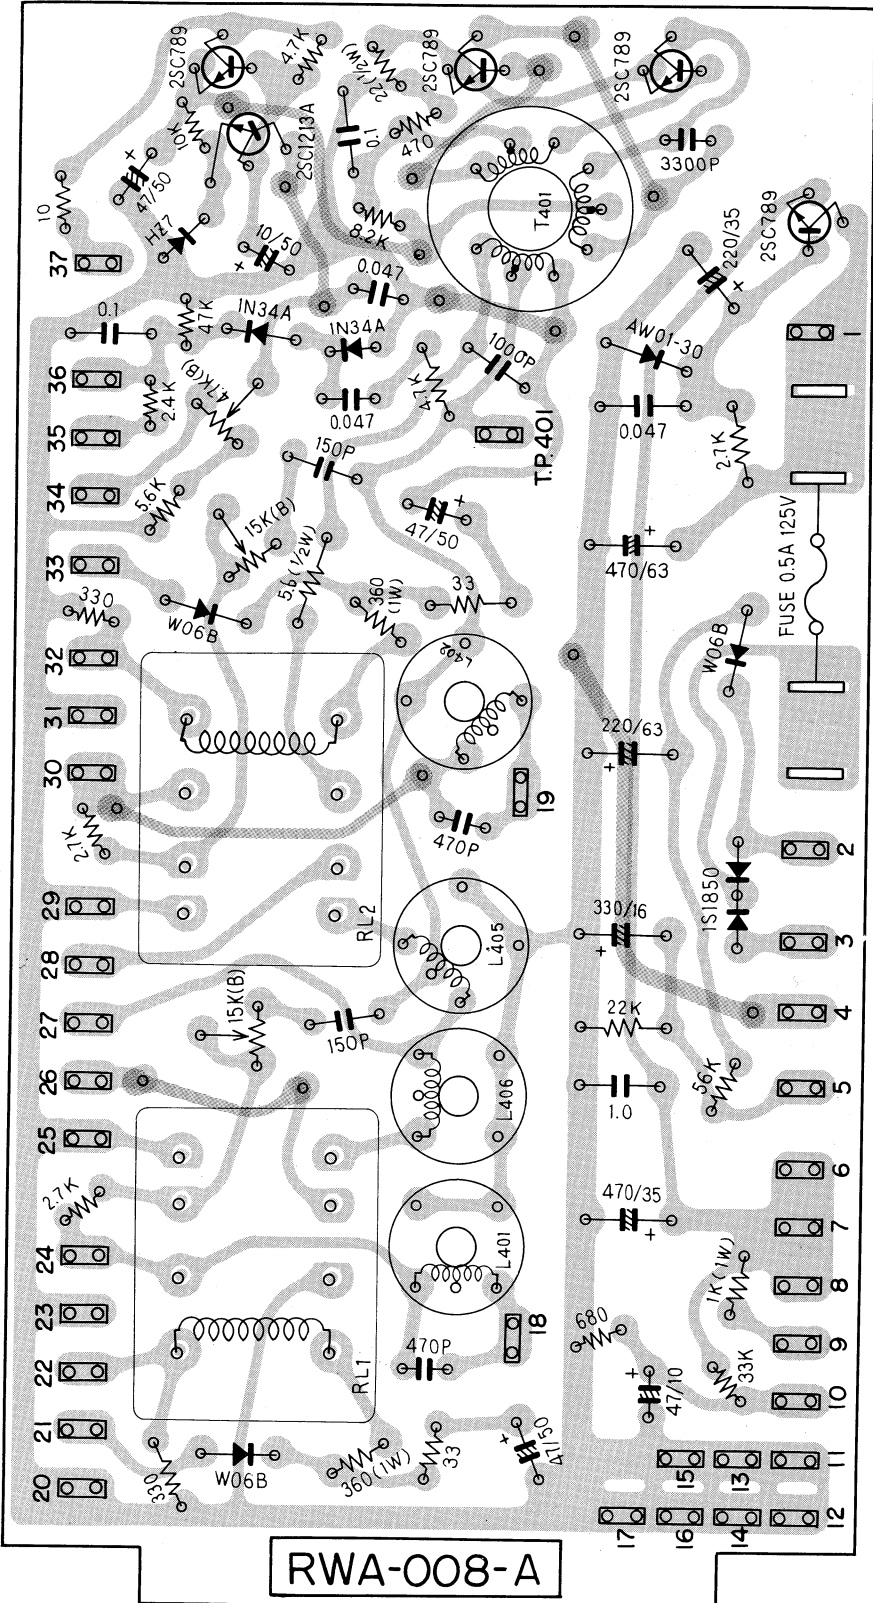 2SC789
4.7K
22(1/2W)
2SC789
2SC789
10K
2SC1213A
0.1
470
3300P
+
47/50
10
HZ7
8.2K
T401
220/35
+
2SC789
37
10/50
+
0.047
0.1
47K
1N34A
1N34A
1000P
AW01-30
1
36
2.4K
4.7K(B)
0.047
4.7K
0.047
35
150P
T.P.401
2.7K
34
5.6K
15K(B)
+
47/50
+
470/63
FUSE 0.5A 125V
33
330
W06B
5.6(1/2W)
360
(1W)
33
W06B
32
L402
31
220/63
+
30
2.7K
470P
19
2
29
RL2
L405
330/16
+
1S1850
3
28
27
15K(B)
150P
22K
4
26
1.0
56K
5
L406
25
6
2.7K
470/35
+
7
24
L401
1K(1W)
8
23
18
680
9
22
RL1
470P
+
47/10
33K
10
21
330
W06B
360(1W)
33
+
47/50
15
13
11
20
17
16
14
12
RWA-008-A